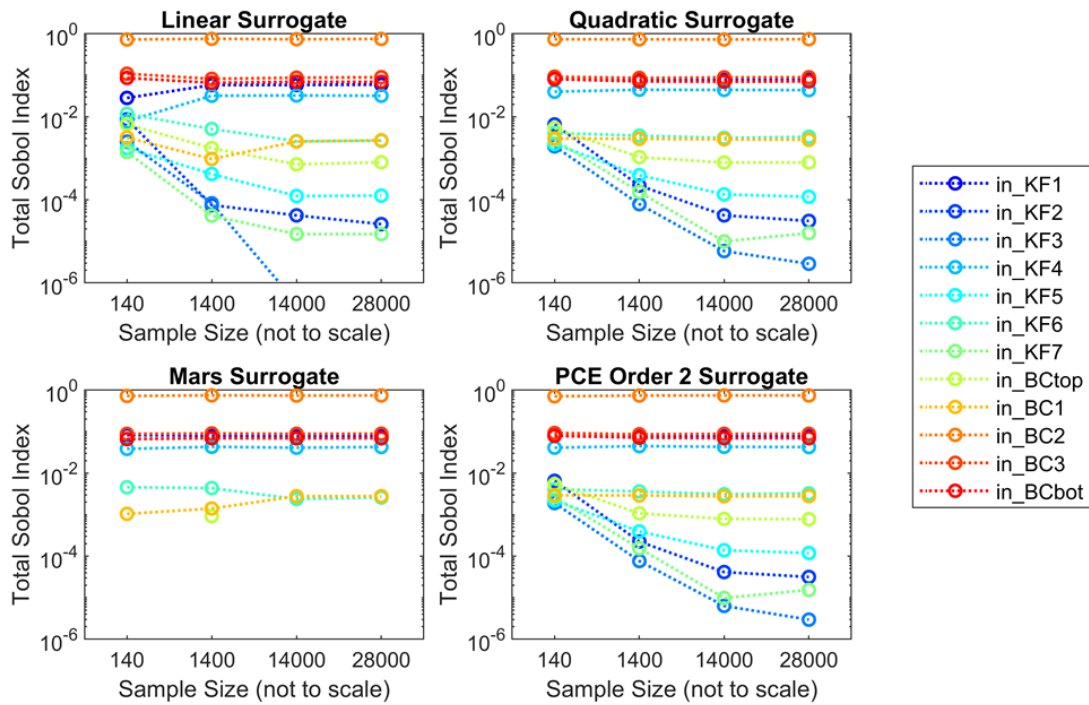 Linear Surrogate
10^0
10^-2
10^-4
10^-6
Total Sobol Index
140 1400 14000 28000
Sample Size (not to scale)
Quadratic Surrogate
10^0
10^-2
10^-4
10^-6
Total Sobol Index
140 1400 14000 28000
Sample Size (not to scale)
Mars Surrogate
10^0
10^-2
10^-4
10^-6
Total Sobol Index
140 1400 14000 28000
Sample Size (not to scale)
PCE Order 2 Surrogate
10^0
10^-2
10^-4
10^-6
Total Sobol Index
140 1400 14000 28000
Sample Size (not to scale)
in_KF1
in_KF2
in_KF3
in_KF4
in_KF5
in_KF6
in_KF7
in_BCtop
in_BC1
in_BC2
in_BC3
in_BCbot